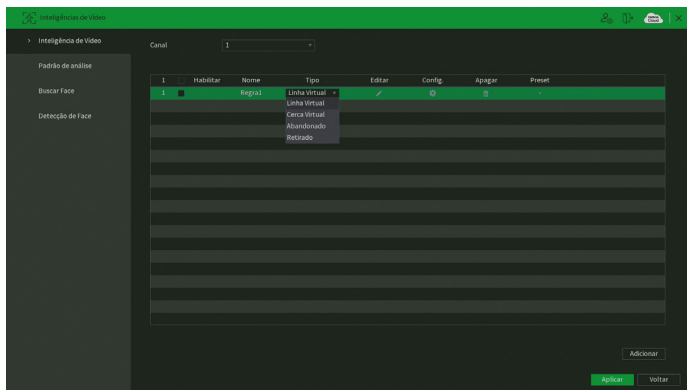 Inteligências de Vídeo
Inteligência de Vídeo
Padrão de análise
Buscar Face
Detecção de Face
Canal 1
1 Habilitar Nome Tipo Editar Config. Apagar Preset
1 Regra1 Linha Virtual -
Linha Virtual
Cerca Virtual
Abandonado
Retirado
Adicionar
Aplicar Voltar